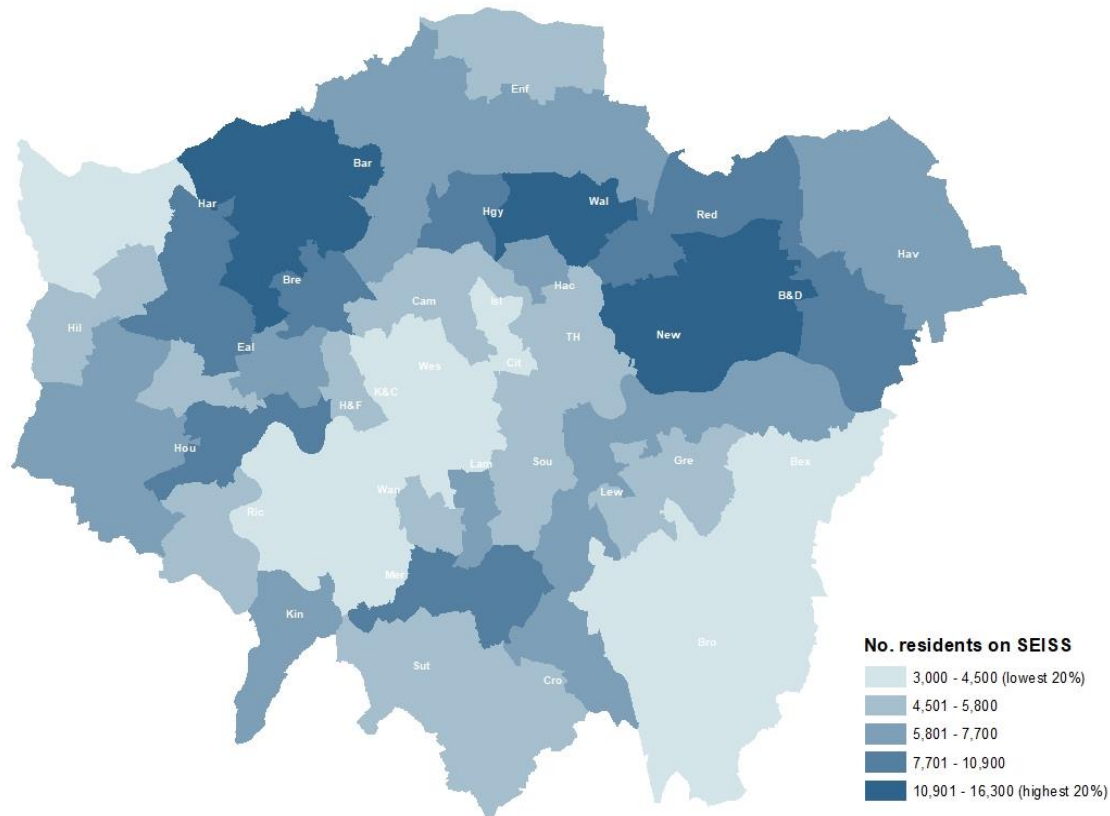 Enf
Bar
Wal
Har
Hgy
Red
Hav
Bre
Hac
B&D
Cam
Isl
Hil
New
TH
Eal
Cit
Wes
K&C
H&F
Hou
Lam
Sou
Gre
Bex
Wan
Lew
Ric
Mer
Kin
Bro
Sut
Cro
No. residents on SEISS
3,000 - 4,500 (lowest 20%)
4,501 - 5,800
5,801 - 7,700
7,701 - 10,900
10,901 - 16,300 (highest 20%)